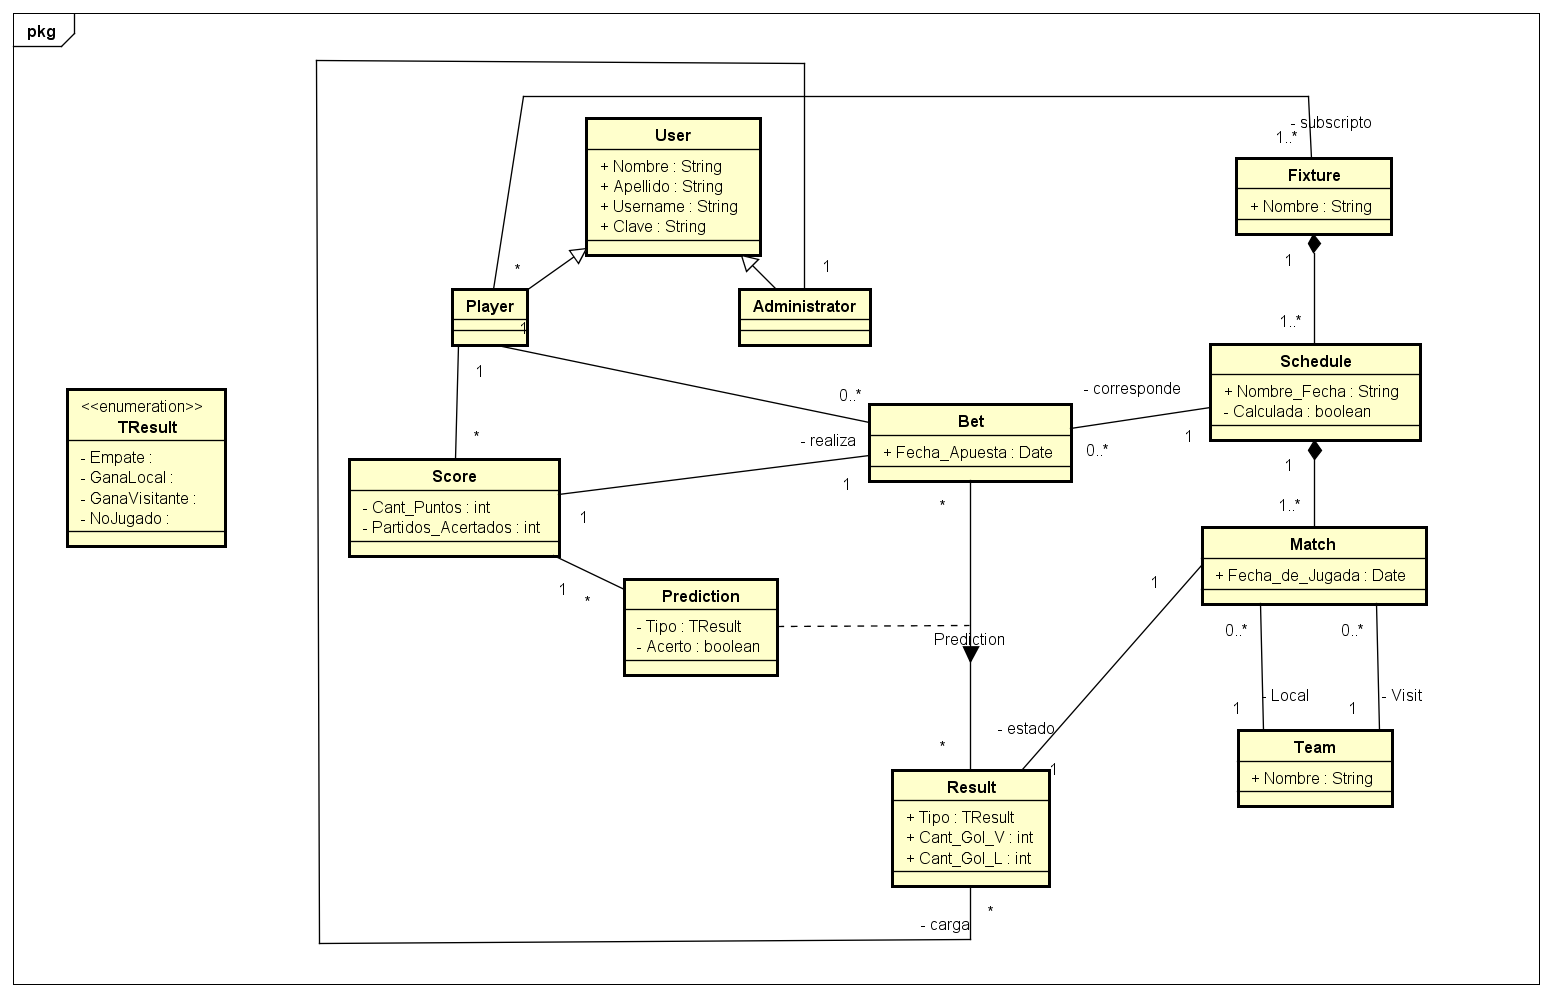 pkg
- subscripto
1..*
User
+ Nombre : String
+ Apellido : String
+ Username : String
+ Clave : String
Fixture
+ Nombre : String
*
1
1
Player
1
Administrator
1..*
1
Schedule
+ Nombre_Fecha : String
- Calculada : boolean
- corresponde
0..*
1
0..*
Bet
+ Fecha_Apuesta : Date
<<enumeration>>
TResult
- Empate :
- GanaLocal :
- GanaVisitante :
- NoJugado :
*
- realiza
1
1
Score
- Cant_Puntos : int
- Partidos_Acertados : int
1
*
1
1..*
Match
+ Fecha_de_Jugada : Date
1
*
Prediction
- Tipo : TResult
- Acerto : boolean
Prediction
1
0..*
0..*
- Local
- Visit
1
1
- estado
*
1
Team
+ Nombre : String
Result
+ Tipo : TResult
+ Cant_Gol_V : int
+ Cant_Gol_L : int
*
- carga